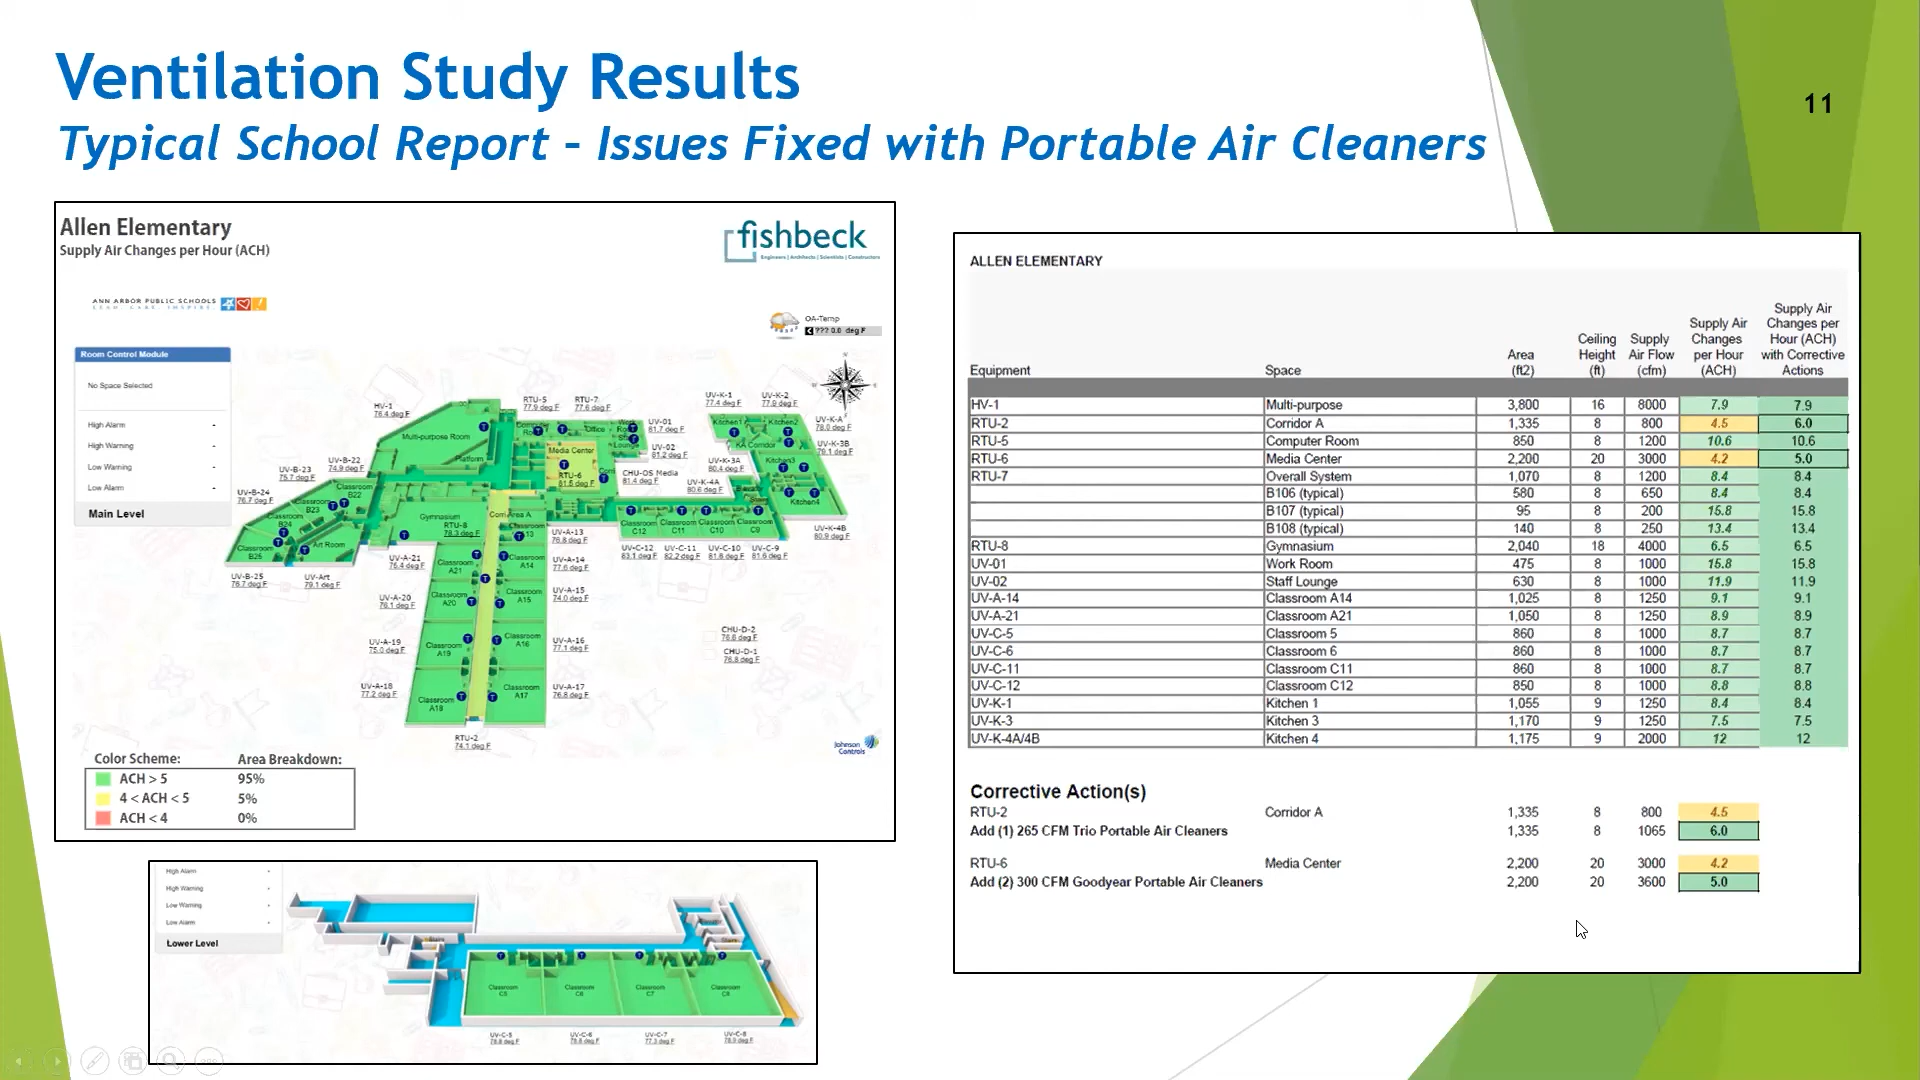 Ventilation Study Results
Typical School Report – Issues Fixed with Portable Air Cleaners
11
Allen Elementary
Supply Air Changes per Hour (ACH)
fishbeck
Engineers | Architects | Scientists | Constructors
ANN ARBOR PUBLIC SCHOOLS
LEAD. CARE. INSPIRE.
OA-Temp
??? 0.0 deg F
Room Control Module
No Space Selected
High Alarm -
High Warning -
Low Warning -
Low Alarm -
Main Level
HV-1
76.4 deg F
RTU-5
77.9 deg F
RTU-7
77.6 deg F
UV-01
81.7 deg F
UV-02
81.2 deg F
UV-K-1
77.4 deg F
UV-K-2
77.9 deg F
UV-K-A
78.0 deg F
UV-K-3B
79.1 deg F
UV-K-3A
80.4 deg F
UV-K-4A
80.6 deg F
UV-K-4B
80.9 deg F
CHU-OS Media
81.4 deg F
Multi-purpose Room
Platform
Office
Lounge
Media Center
RTU-6
81.5 deg F
Kitchen1
Kitchen2
KA Corridor
Kitchen3
Kitchen4
UV-B-22
74.9 deg F
UV-B-23
75.7 deg F
UV-B-24
76.7 deg F
UV-B-25
76.7 deg F
UV-Art
79.1 deg F
Classroom B22
Classroom B23
Classroom B24
Classroom B25
Art Room
Gymnasium
RTU-8
78.3 deg F
Corridor A
Classroom C12
Classroom C11
Classroom C10
Classroom C9
UV-C-12
83.1 deg F
UV-C-11
82.2 deg F
UV-C-10
81.8 deg F
UV-C-9
81.6 deg F
UV-A-13
76.8 deg F
UV-A-14
77.6 deg F
UV-A-15
74.0 deg F
UV-A-16
77.1 deg F
UV-A-17
76.8 deg F
UV-A-21
75.4 deg F
UV-A-20
76.1 deg F
UV-A-19
75.0 deg F
UV-A-18
77.2 deg F
Classroom A21
Classroom A14
Classroom A20
Classroom A15
Classroom A19
Classroom A16
Classroom A18
Classroom A17
RTU-2
74.1 deg F
CHU-D-2
76.6 deg F
CHU-D-1
76.8 deg F
Johnson Controls
Color Scheme: Area Breakdown:
ACH > 5 95%
4 < ACH < 5 5%
ACH < 4 0%
High Alarm -
High Warning -
Low Warning -
Low Alarm -
Lower Level
Classroom C5
Classroom C6
Classroom C7
Classroom C8
UV-C-5
78.8 deg F
UV-C-6
78.8 deg F
UV-C-7
77.3 deg F
UV-C-8
78.9 deg F
ALLEN ELEMENTARY
Equipment Space Area (ft2) Ceiling Height (ft) Supply Air Flow (cfm) Supply Air Changes per Hour (ACH) Supply Air Changes per Hour (ACH) with Corrective Actions
HV-1 Multi-purpose 3,800 16 8000 7.9 7.9
RTU-2 Corridor A 1,335 8 800 4.5 6.0
RTU-5 Computer Room 850 8 1200 10.6 10.6
RTU-6 Media Center 2,200 20 3000 4.2 5.0
RTU-7 Overall System 1,070 8 1200 8.4 8.4
B106 (typical) 580 8 650 8.4 8.4
B107 (typical) 95 8 200 15.8 15.8
B108 (typical) 140 8 250 13.4 13.4
RTU-8 Gymnasium 2,040 18 4000 6.5 6.5
UV-01 Work Room 475 8 1000 15.8 15.8
UV-02 Staff Lounge 630 8 1000 11.9 11.9
UV-A-14 Classroom A14 1,025 8 1250 9.1 9.1
UV-A-21 Classroom A21 1,050 8 1250 8.9 8.9
UV-C-5 Classroom 5 860 8 1000 8.7 8.7
UV-C-6 Classroom 6 860 8 1000 8.7 8.7
UV-C-11 Classroom C11 860 8 1000 8.7 8.7
UV-C-12 Classroom C12 850 8 1000 8.8 8.8
UV-K-1 Kitchen 1 1,055 9 1250 8.4 8.4
UV-K-3 Kitchen 3 1,170 9 1250 7.5 7.5
UV-K-4A/4B Kitchen 4 1,175 9 2000 12 12
Corrective Action(s)
RTU-2 Corridor A 1,335 8 800 4.5
Add (1) 265 CFM Trio Portable Air Cleaners 1,335 8 1065 6.0
RTU-6 Media Center 2,200 20 3000 4.2
Add (2) 300 CFM Goodyear Portable Air Cleaners 2,200 20 3600 5.0